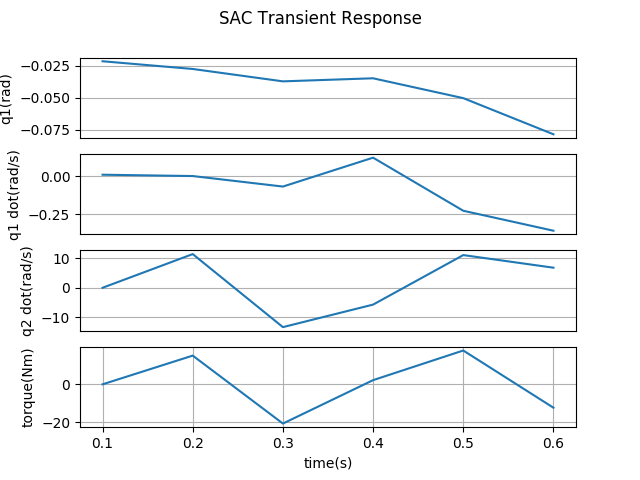 SAC Transient Response
−0.025
−0.050
−0.075
q1(rad)
0.00
−0.25
q1 dot(rad/s)
10
0
−10
q2 dot(rad/s)
0
−20
torque(Nm)
0.1 0.2 0.3 0.4 0.5 0.6
time(s)